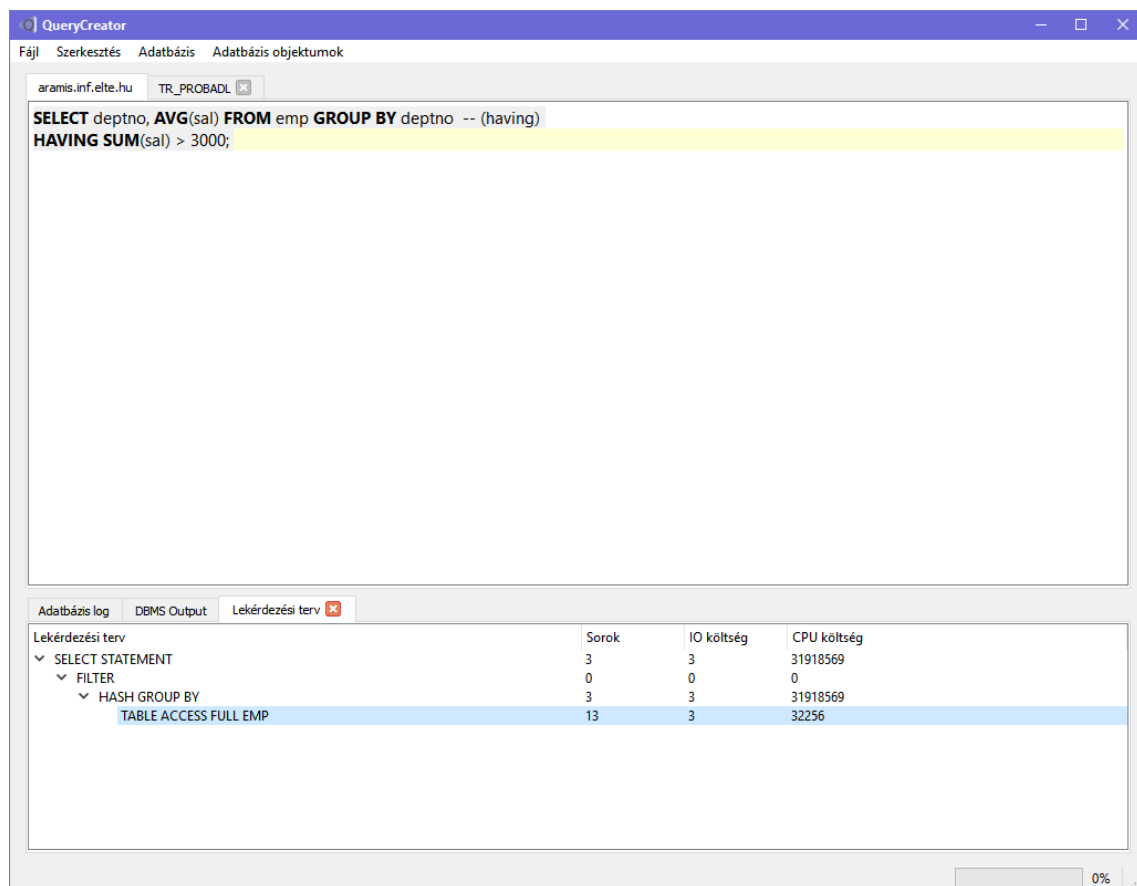 QueryCreator
Fájl Szerkesztés Adatbázis Adatbázis objektumok
aramis.inf.elte.hu TR_PROBADL
SELECT deptno, AVG(sal) FROM emp GROUP BY deptno -- (having)
HAVING SUM(sal) > 3000;
Adatbázis log DBMS Output Lekérdezési terv
Lekérdezési terv Sorok IO költség CPU költség
SELECT STATEMENT 3 3 31918569
FILTER 0 0 0
HASH GROUP BY 3 3 31918569
TABLE ACCESS FULL EMP 13 3 32256
0%